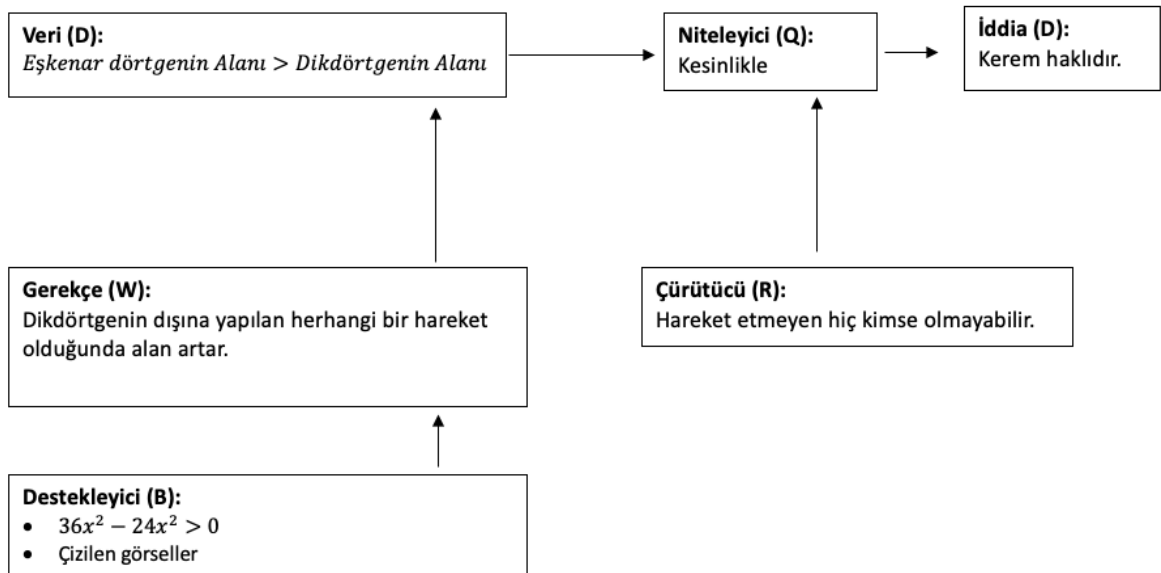 Veri (D):
Eşkenar dörtgenin Alanı > Dikdörtgenin Alanı
Niteleyici (Q):
Kesinlikle
İddia (D):
Kerem haklıdır.
Gerekçe (W):
Dikdörtgenin dışına yapılan herhangi bir hareket
olduğunda alan artar.
Çürütücü (R):
Hareket etmeyen hiç kimse olmayabilir.
Destekleyici (B):
• 36x² − 24x² > 0
• Çizilen görseller